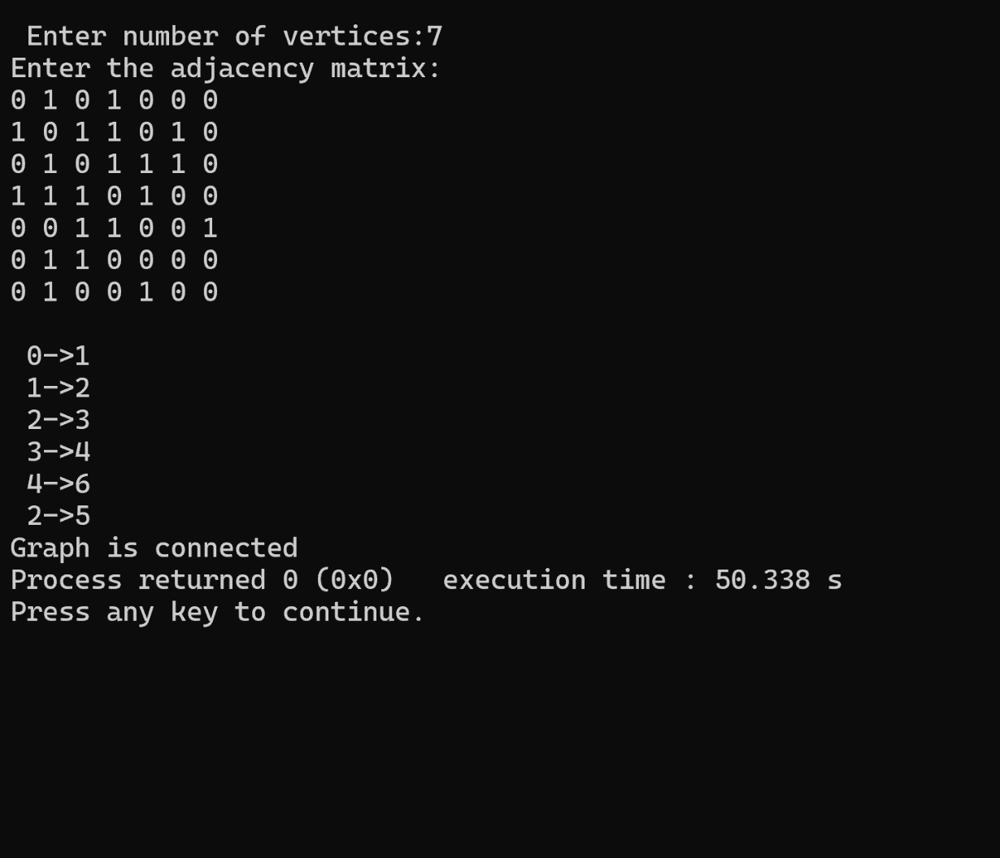 Enter number of vertices:7
Enter the adjacency matrix:
0 1 0 1 0 0 0
1 0 1 1 0 1 0
0 1 0 1 1 1 0
1 1 1 0 1 0 0
0 0 1 1 0 0 1
0 1 1 0 0 0 0
0 1 0 0 1 0 0
0->1
1->2
2->3
3->4
4->6
2->5
Graph is connected
Process returned 0 (0x0)   execution time : 50.338 s
Press any key to continue.